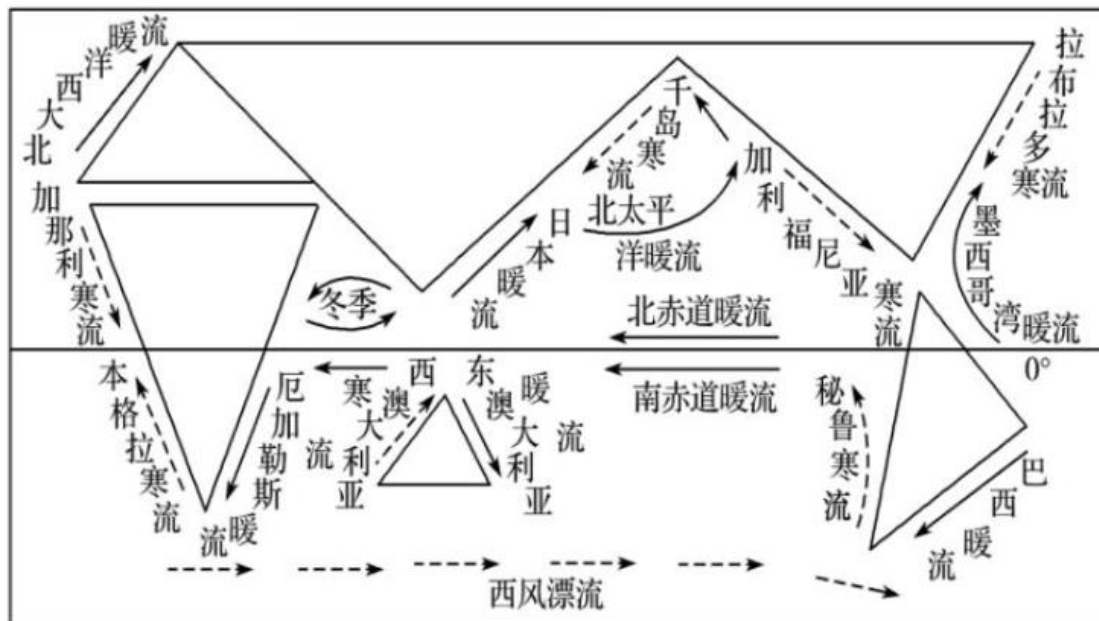 北大西洋暖流
加那利寒流
本格拉寒流
厄加勒斯暖流
冬季
西澳大利亚寒流
东澳大利亚暖流
日本暖流
千岛寒流
北太平洋暖流
加利福尼亚寒流
北赤道暖流
南赤道暖流
秘鲁寒流
巴西暖流
墨西哥湾暖流
拉布拉多寒流
0°
西风漂流